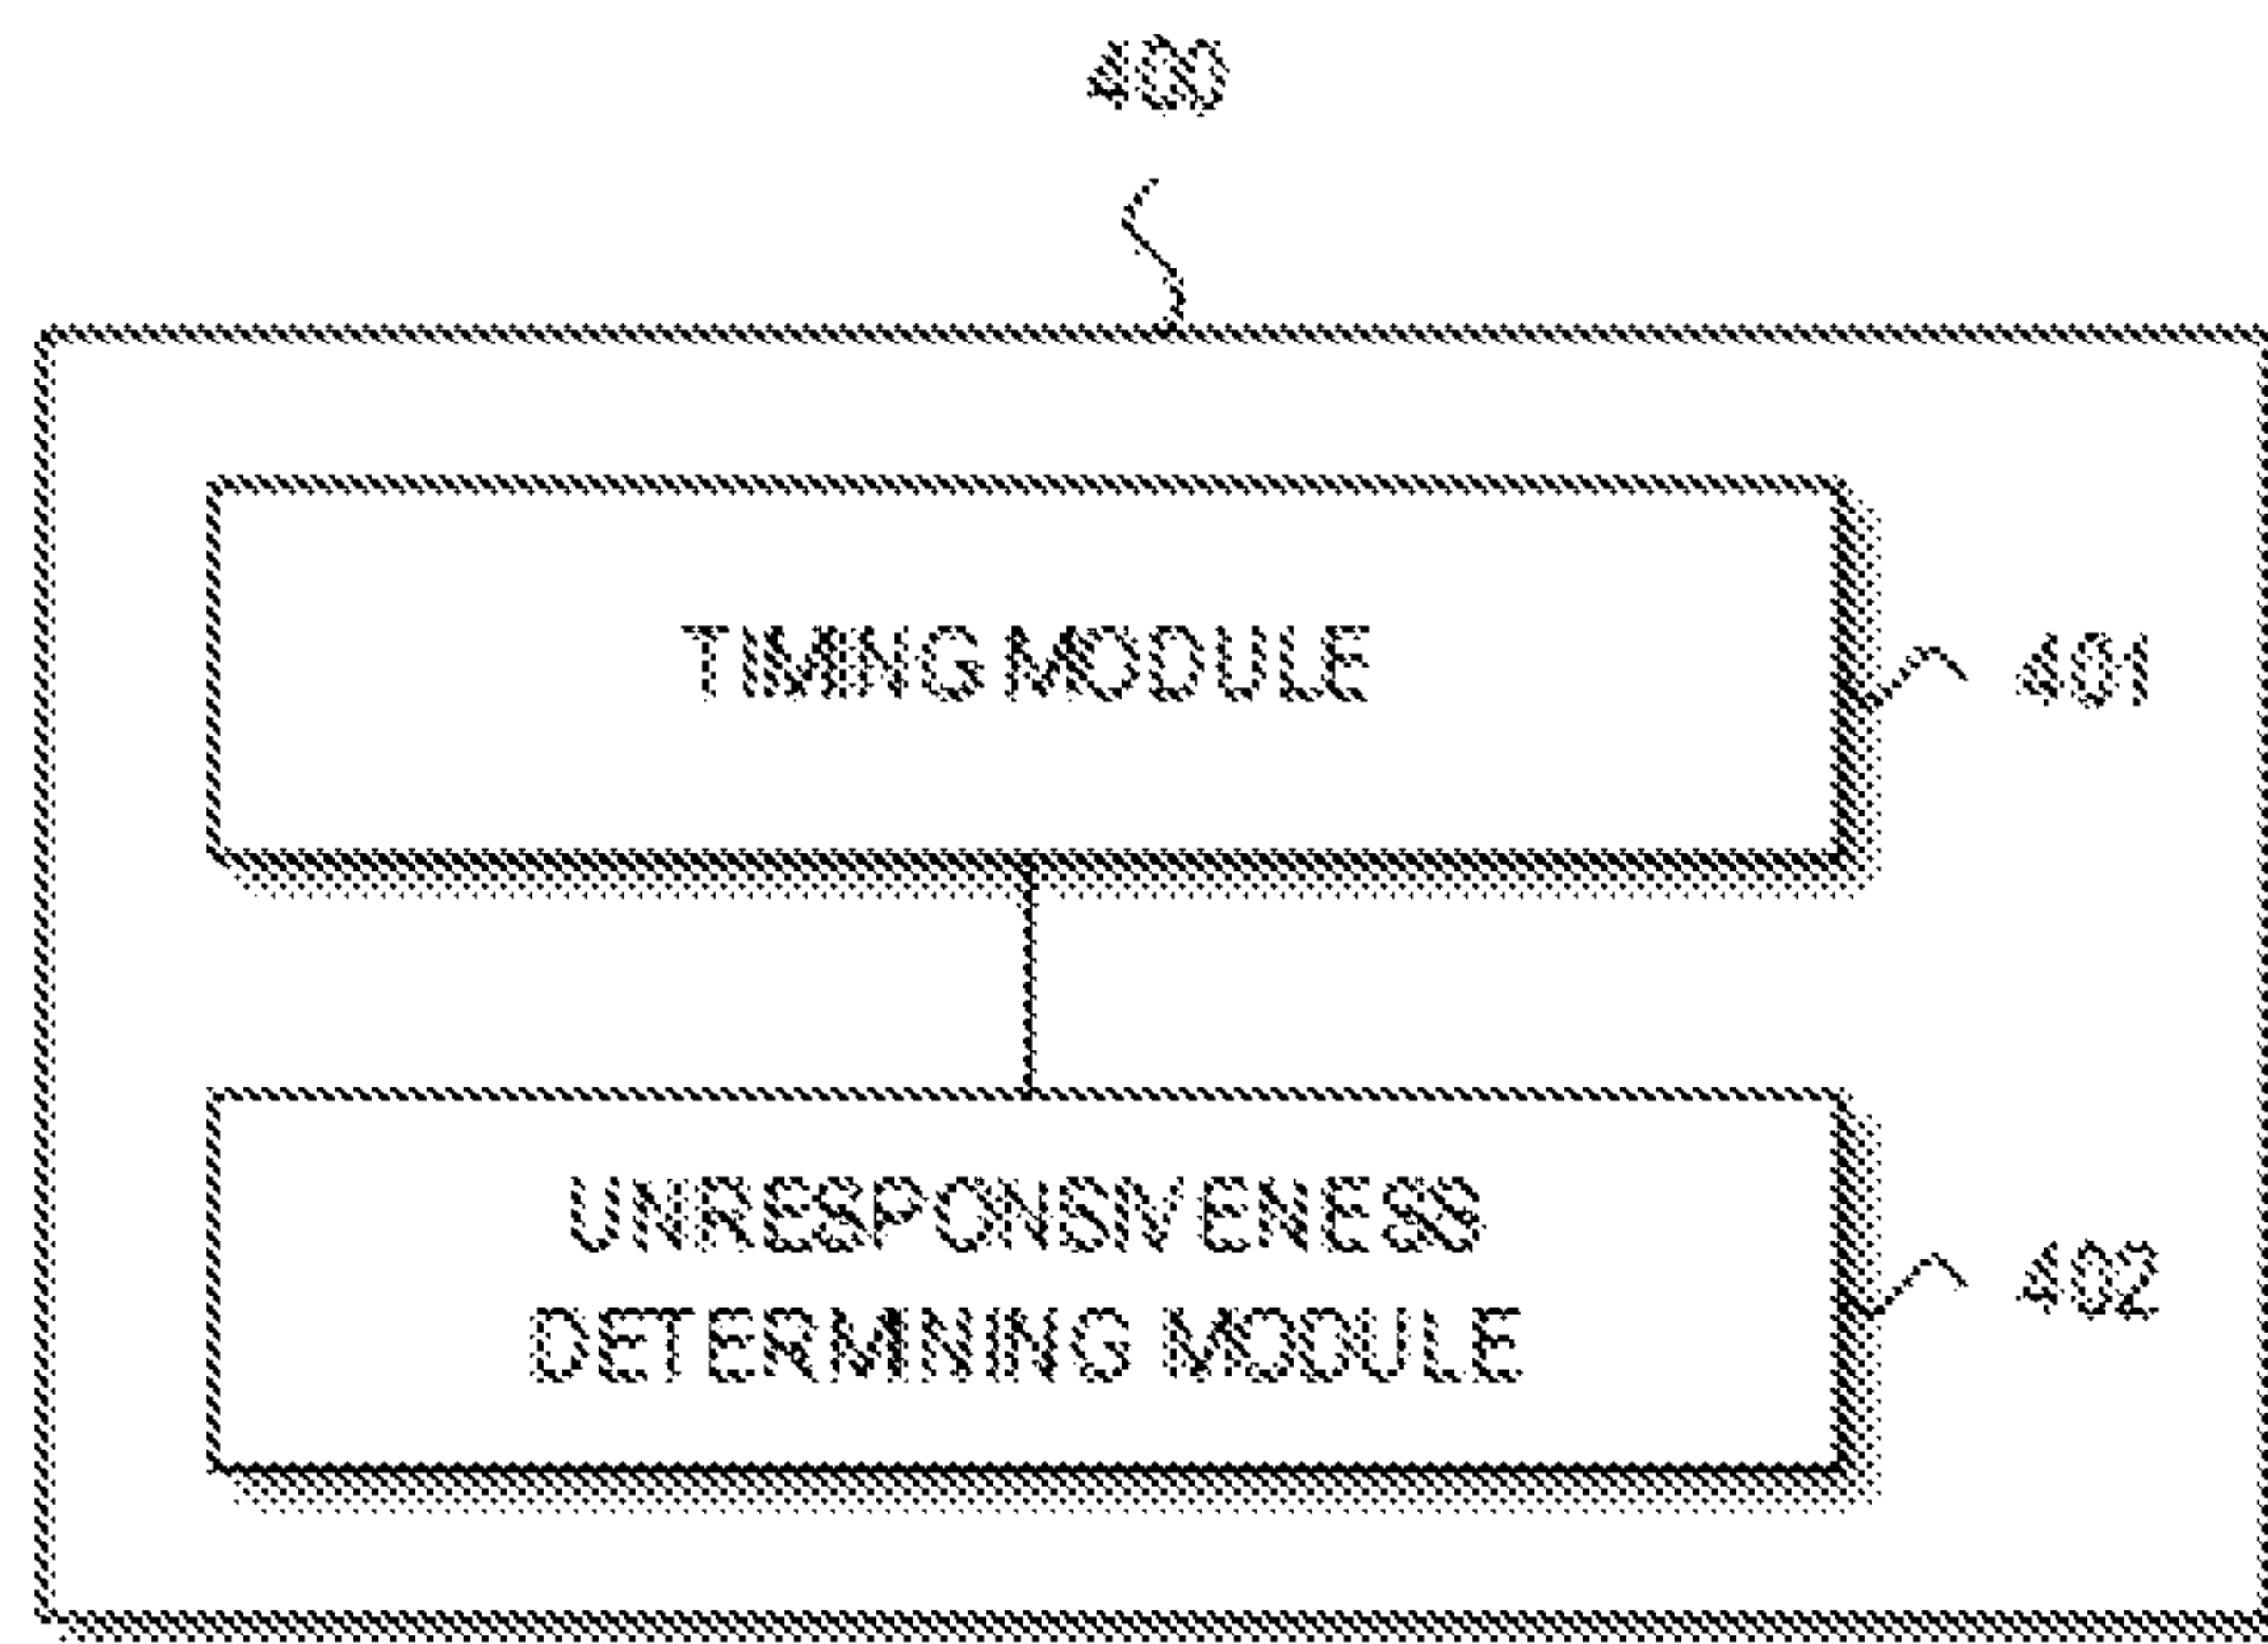 400
TIMING MODULE
401
UNRESPONSIVENESS
DETERMINING MODULE
402